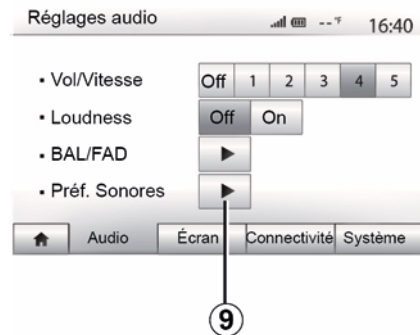 Réglages audio --°F 16:40
▪ Vol/Vitesse Off 1 2 3 4 5
▪ Loudness Off On
▪ BAL/FAD
▪ Préf. Sonores
Audio Écran Connectivité Système
9